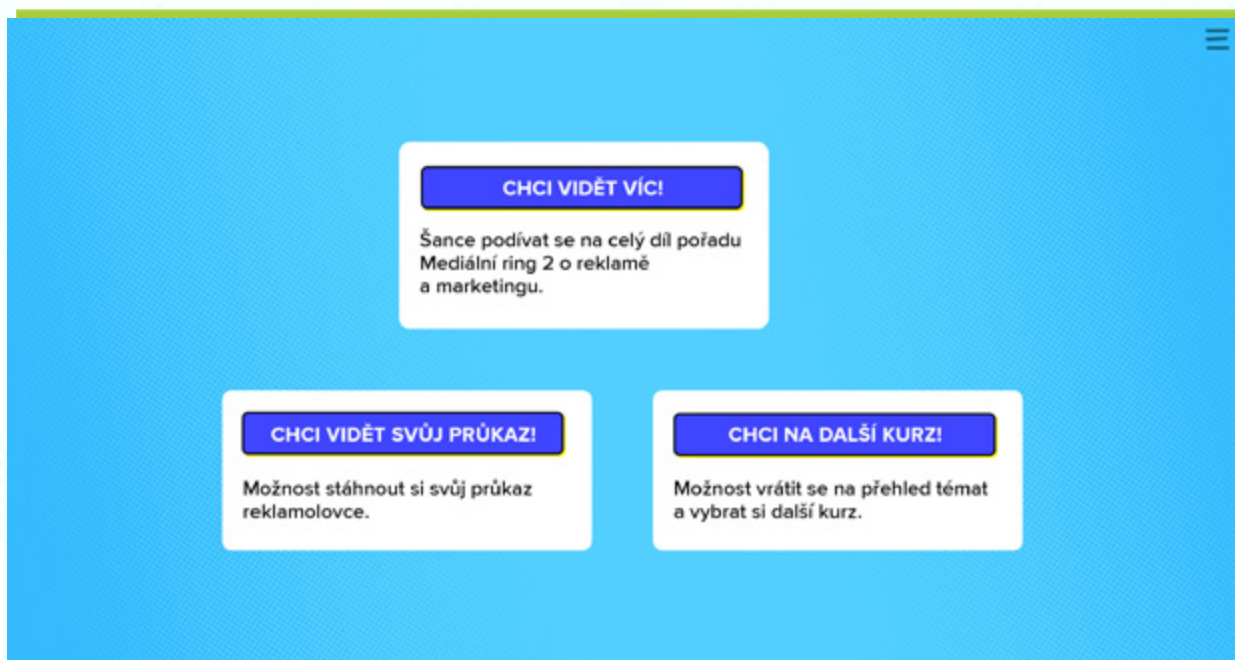 CHCI VIDĚT VÍC!
Šance podívat se na celý díl pořadu
Mediální ring 2 o reklamě
a marketingu.
CHCI VIDĚT SVŮJ PRŮKAZ!
Možnost stáhnout si svůj průkaz
reklamolovce.
CHCI NA DALŠÍ KURZ!
Možnost vrátit se na přehled témat
a vybrat si další kurz.